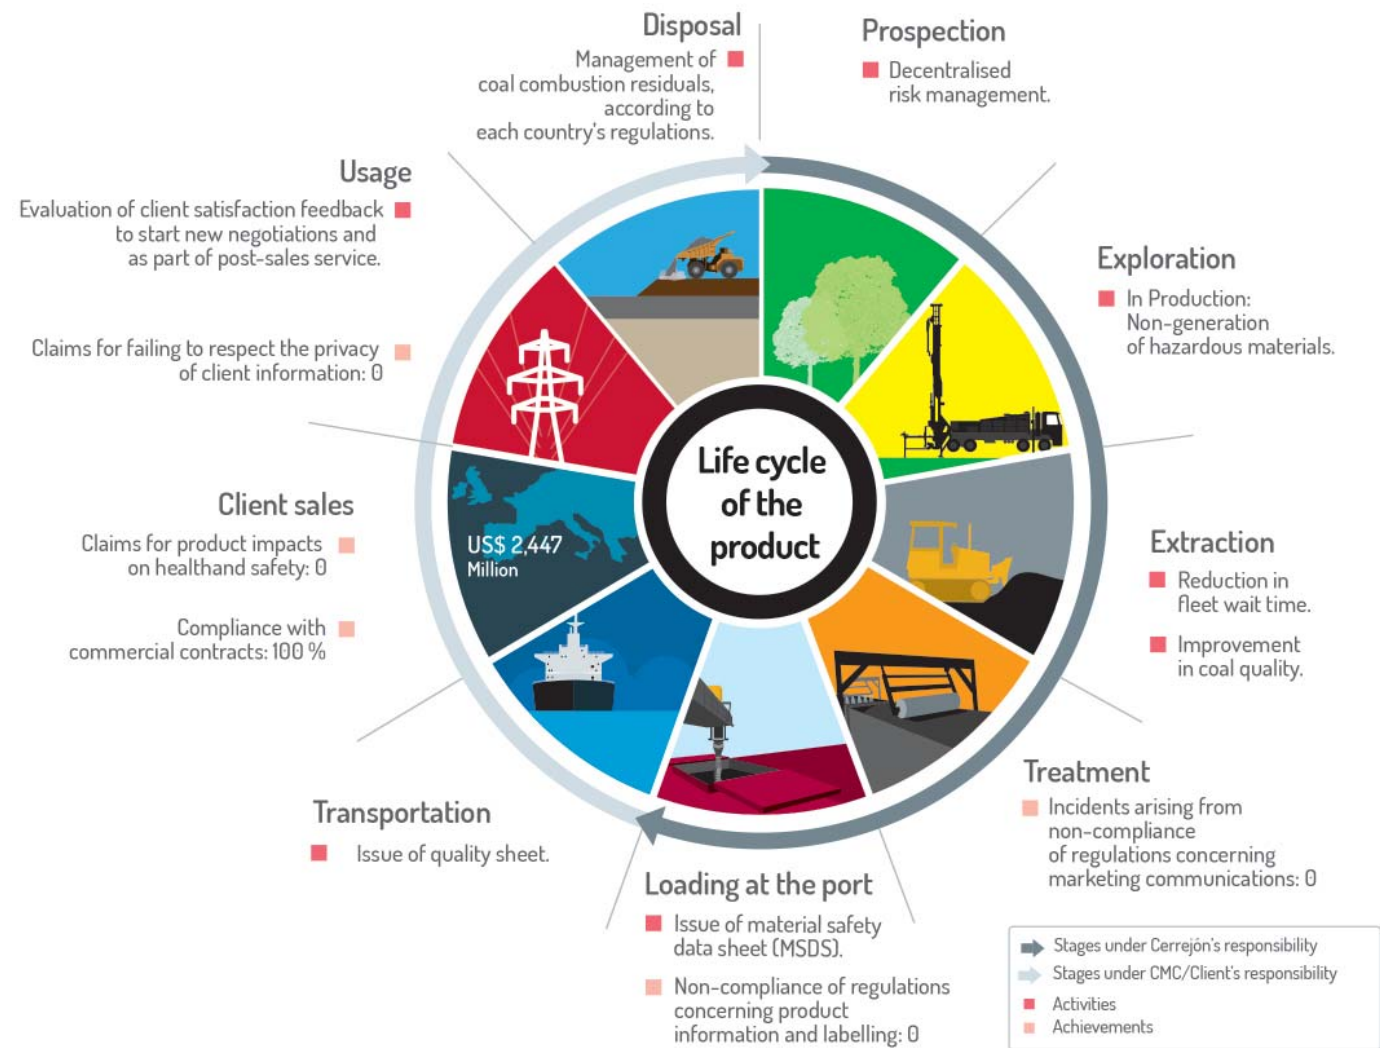 Disposal
Management of
coal combustion residuals,
according to
each country's regulations.
Prospection
Decentralised
risk management.
Usage
Evaluation of client satisfaction feedback
to start new negotiations and
as part of post-sales service.
Claims for failing to respect the privacy
of client information: 0
Exploration
In Production:
Non-generation
of hazardous materials.
Life cycle
of the
product
Client sales
Claims for product impacts
on healthand safety: 0
Compliance with
commercial contracts: 100 %
US$ 2,447
Million
Extraction
Reduction in
fleet wait time.
Improvement
in coal quality.
Treatment
Incidents arising from
non-compliance
of regulations concerning
marketing communications: 0
Transportation
Issue of quality sheet.
Loading at the port
Issue of material safety
data sheet (MSDS).
Non-compliance of regulations
concerning product
information and labelling: 0
Stages under Cerrejón's responsibility
Stages under CMC/Client's responsibility
Activities
Achievements